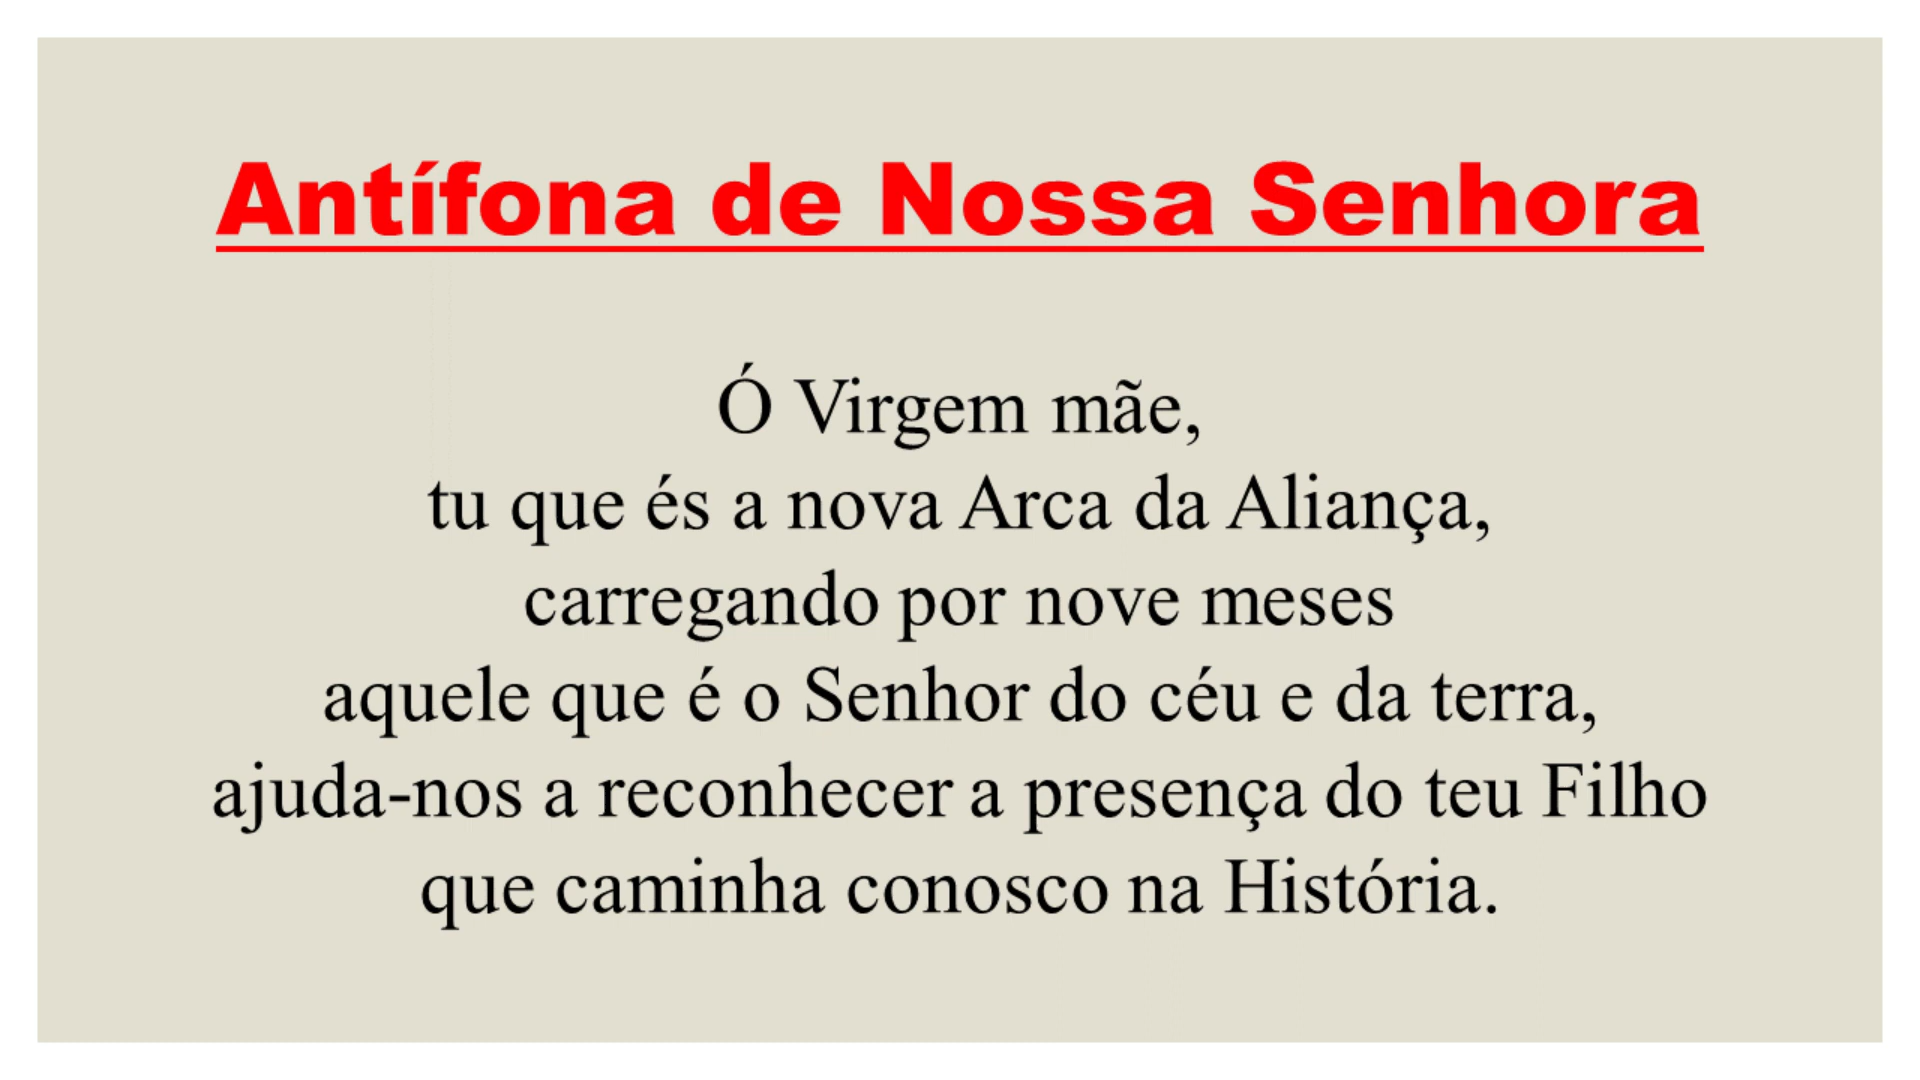 Antífona de Nossa Senhora
Ó Virgem mãe,
tu que és a nova Arca da Aliança,
carregando por nove meses
aquele que é o Senhor do céu e da terra,
ajuda-nos a reconhecer a presença do teu Filho
que caminha conosco na História.